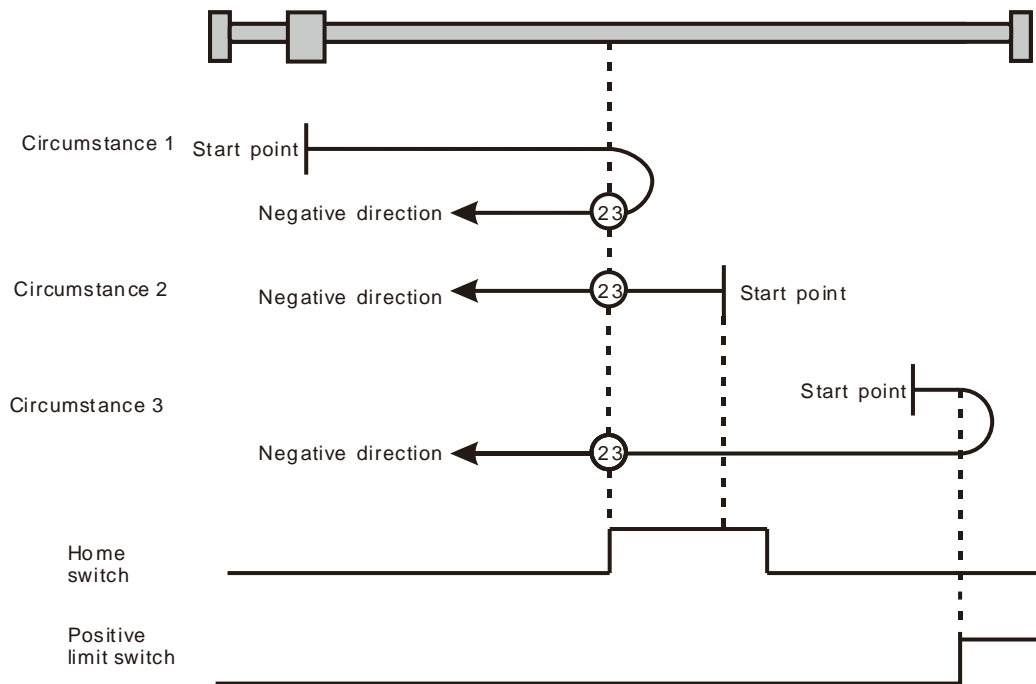 Circumstance 1
Start point
Negative direction
23
Circumstance 2
Negative direction
23
Start point
Circumstance 3
Start point
Negative direction
23
Home
switch
Positive
limit switch